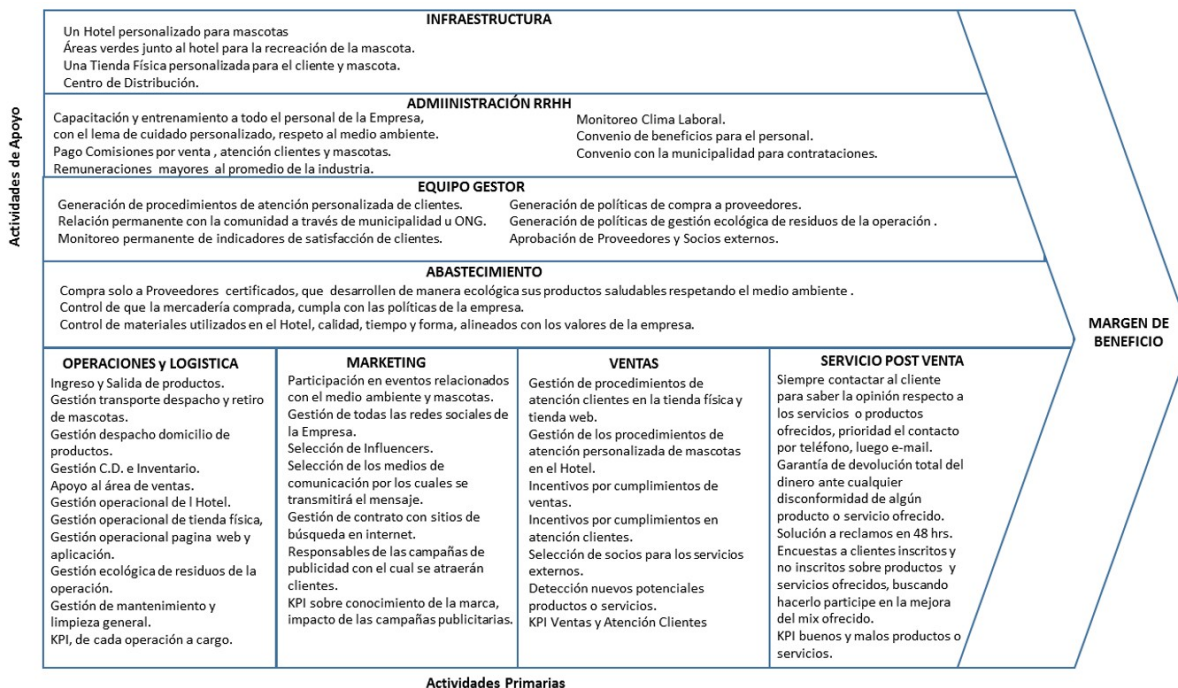 INFRAESTRUCTURA
Un Hotel personalizado para mascotas
Áreas verdes junto al hotel para la recreación de la mascota.
Una Tienda Física personalizada para el cliente y mascota.
Centro de Distribución.
Actividades de Apoyo
ADMIINISTRACIÓN RRHH
Capacitación y entrenamiento a todo el personal de la Empresa,
con el lema de cuidado personalizado, respeto al medio ambiente.
Pago Comisiones por venta , atención clientes y mascotas.
Remuneraciones mayores al promedio de la industria.
Monitoreo Clima Laboral.
Convenio de beneficios para el personal.
Convenio con la municipalidad para contrataciones.
EQUIPO GESTOR
Generación de procedimientos de atención personalizada de clientes.
Relación permanente con la comunidad a través de municipalidad u ONG.
Monitoreo permanente de indicadores de satisfacción de clientes.
Generación de políticas de compra a proveedores.
Generación de políticas de gestión ecológica de residuos de la operación .
Aprobación de Proveedores y Socios externos.
ABASTECIMIENTO
Compra solo a Proveedores certificados, que desarrollen de manera ecológica sus productos saludables respetando el medio ambiente .
Control de que la mercadería comprada, cumpla con las políticas de la empresa.
Control de materiales utilizados en el Hotel, calidad, tiempo y forma, alineados con los valores de la empresa.
MARGEN DE
BENEFICIO
OPERACIONES y LOGISTICA
Ingreso y Salida de productos.
Gestión transporte despacho y retiro
de mascotas.
Gestión despacho domicilio de
productos.
Gestión C.D. e Inventario.
Apoyo al área de ventas.
Gestión operacional de l Hotel.
Gestión operacional de tienda física,
Gestión operacional pagina web y
aplicación.
Gestión ecológica de residuos de la
operación.
Gestión de mantenimiento y
limpieza general.
KPI, de cada operación a cargo.
MARKETING
Participación en eventos relacionados
con el medio ambiente y mascotas.
Gestión de todas las redes sociales de
la Empresa.
Selección de Influencers.
Selección de los medios de
comunicación por los cuales se
transmitirá el mensaje.
Gestión de contrato con sitios de
búsqueda en internet.
Responsables de las campañas de
publicidad con el cual se atraerán
clientes.
KPI sobre conocimiento de la marca,
impacto de las campañas publicitarias.
VENTAS
Gestión de procedimientos de
atención clientes en la tienda física y
tienda web.
Gestión de los procedimientos de
atención personalizada de mascotas
en el Hotel.
Incentivos por cumplimientos de
ventas.
Incentivos por cumplimientos en
atención clientes.
Selección de socios para los servicios
externos.
Detección nuevos potenciales
productos o servicios.
KPI Ventas y Atención Clientes
SERVICIO POST VENTA
Siempre contactar al cliente
para saber la opinión respecto a
los servicios o productos
ofrecidos, prioridad el contacto
por teléfono, luego e-mail.
Garantía de devolución total del
dinero ante cualquier
disconformidad de algún
producto o servicio ofrecido.
Solución a reclamos en 48 hrs.
Encuestas a clientes inscritos y
no inscritos sobre productos y
servicios ofrecidos, buscando
hacerlo participe en la mejora
del mix ofrecido.
KPI buenos y malos productos o
servicios.
Actividades Primarias